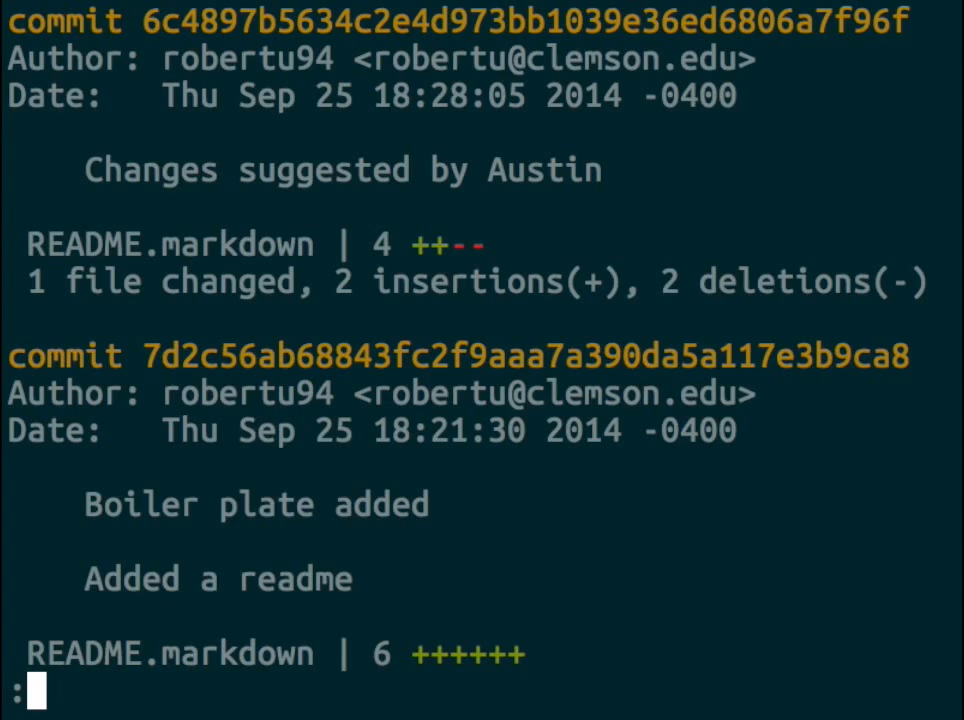 commit 6c4897b5634c2e4d973bb1039e36ed6806a7f96f
Author: robertu94 <robertu@clemson.edu>
Date:   Thu Sep 25 18:28:05 2014 -0400
Changes suggested by Austin
README.markdown | 4 ++--
1 file changed, 2 insertions(+), 2 deletions(-)
commit 7d2c56ab68843fc2f9aaa7a390da5a117e3b9ca8
Author: robertu94 <robertu@clemson.edu>
Date:   Thu Sep 25 18:21:30 2014 -0400
Boiler plate added
Added a readme
README.markdown | 6 ++++++
: